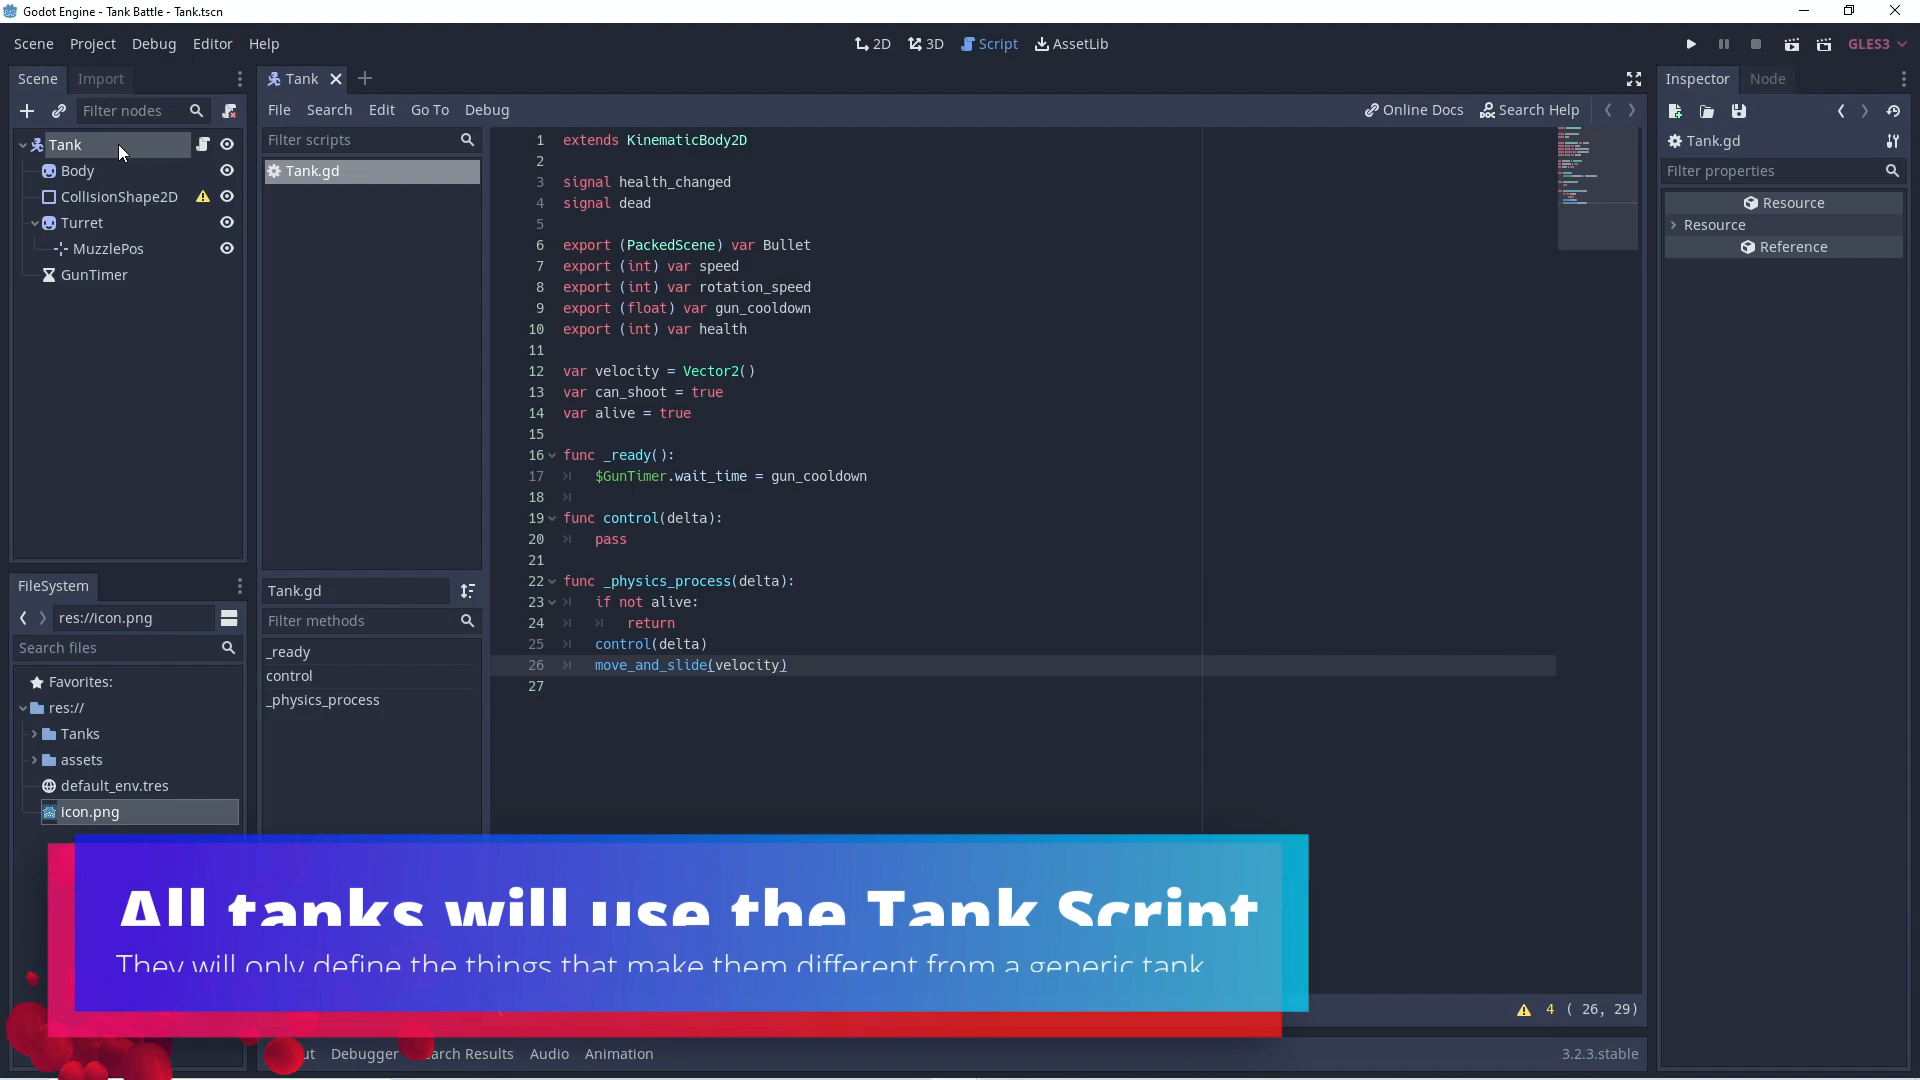 Godot Engine - Tank Battle - Tank.tscn
Scene Project Debug Editor Help
2D 3D Script AssetLib
GLES3
Scene Import
Filter nodes
Tank
Body
CollisionShape2D
Turret
MuzzlePos
GunTimer
FileSystem
res://icon.png
Search files
Favorites:
res://
Tanks
assets
default_env.tres
icon.png
Tank
File Search Edit Go To Debug
Online Docs Search Help
Filter scripts
Tank.gd
Tank.gd
Filter methods
_ready
control
_physics_process
1 extends KinematicBody2D
2
3 signal health_changed
4 signal dead
5
6 export (PackedScene) var Bullet
7 export (int) var speed
8 export (int) var rotation_speed
9 export (float) var gun_cooldown
10 export (int) var health
11
12 var velocity = Vector2()
13 var can_shoot = true
14 var alive = true
15
16 func _ready():
17 $GunTimer.wait_time = gun_cooldown
18
19 func control(delta):
20 pass
21
22 func _physics_process(delta):
23 if not alive:
24 return
25 control(delta)
26 move_and_slide(velocity)
27
Inspector Node
Tank.gd
Filter properties
Resource
Resource
Reference
All tanks will use the Tank Script
They will only define the things that make them different from a generic tank
4 ( 26, 29)
Debugger Search Results Audio Animation
3.2.3.stable